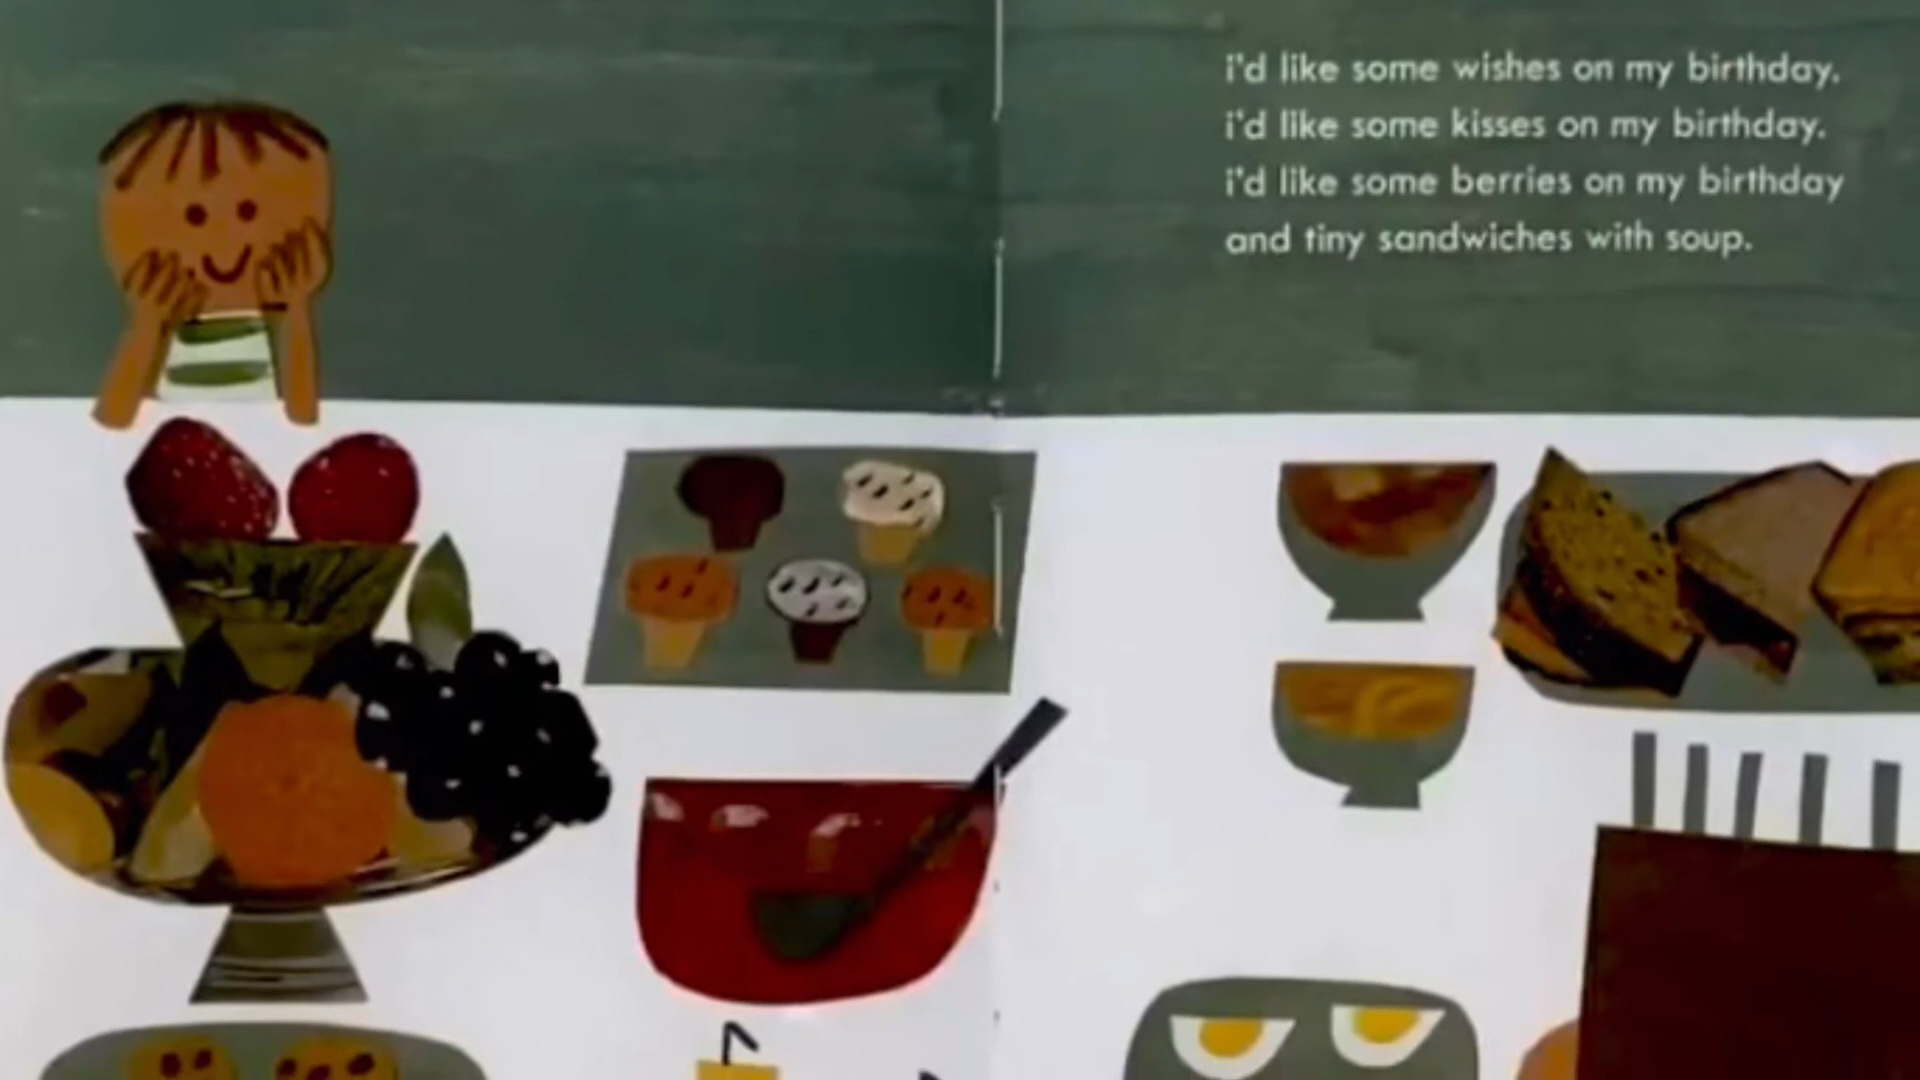 i'd like some wishes on my birthday.
i'd like some kisses on my birthday.
i'd like some berries on my birthday
and tiny sandwiches with soup.